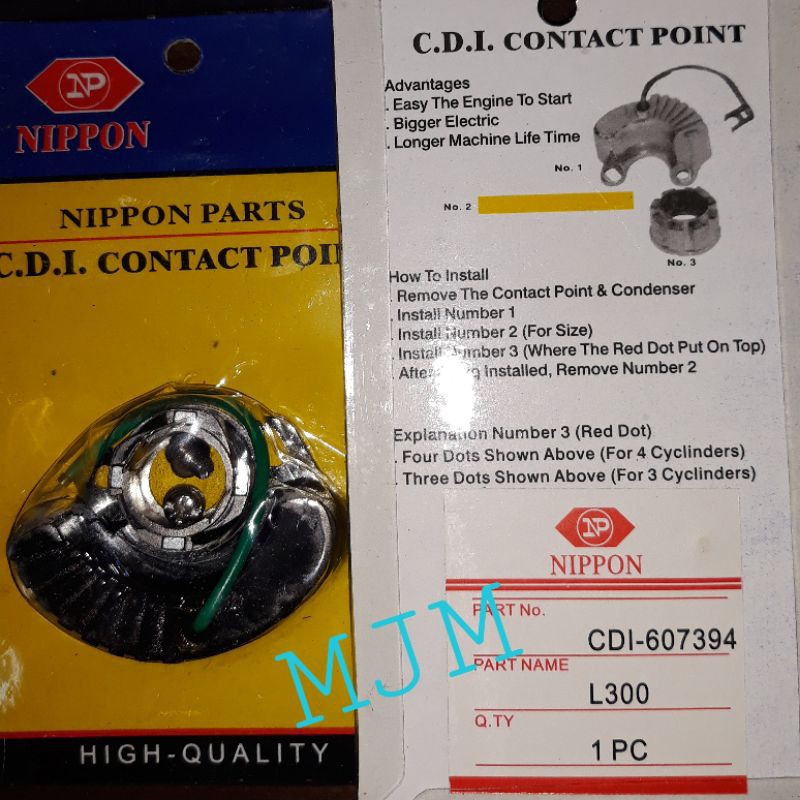 NP
NIPPON
NIPPON PARTS
C.D.I. CONTACT
HIGH-QUALITY
C.D.I. CONTACT POINT
Advantages
. Easy The Engine To Start
. Bigger Electric
. Longer Machine Life Time
No. 1
No. 2
No. 3
How To Install
. Remove The Contact Point & Condenser
. Install Number 1
. Install Number 2 (For Size)
. Install Number 3 (Where The Red Dot Put On Top)
. After Installed, Remove Number 2
Explanation Number 3 (Red Dot)
. Four Dots Shown Above (For 4 Cyclinders)
. Three Dots Shown Above (For 3 Cyclinders)
NP
NIPPON
PART No.
CDI-607394
PART NAME
L300
Q.TY
1 PC
MJM